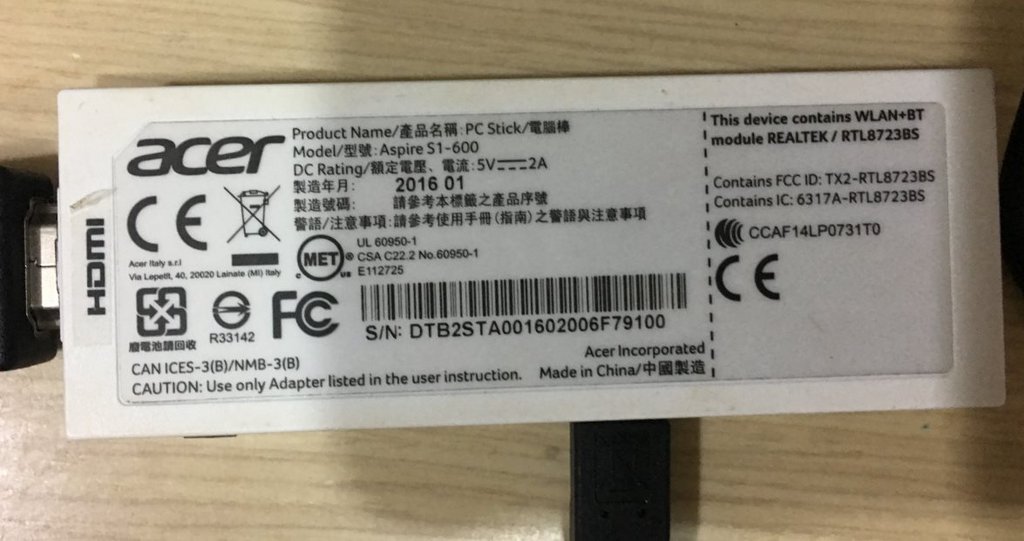 acer
Product Name/產品名稱:PC Stick/電腦棒
Model/型號:Aspire S1-600
DC Rating/額定電壓、電流:5V⎓2A
製造年月: 2016 01
製造號碼: 請參考本標籤之產品序號
警語/注意事項:請參考使用手冊(指南)之警語與注意事項
CE
Acer Italy s.r.l
Via Lepetit, 40, 20020 Lainate (MI) Italy
c MET us ®
UL 60950-1
CSA C22.2 No.60950-1
E112725
HDMI
廢電池請回收
R33142
FC
S/N: DTB2STA001602006F79100
CAN ICES-3(B)/NMB-3(B)
CAUTION: Use only Adapter listed in the user instruction.
Acer Incorporated
Made in China/中國製造
This device contains WLAN+BT
module REALTEK / RTL8723BS
Contains FCC ID: TX2-RTL8723BS
Contains IC: 6317A-RTL8723BS
CCAF14LP0731T0
CE